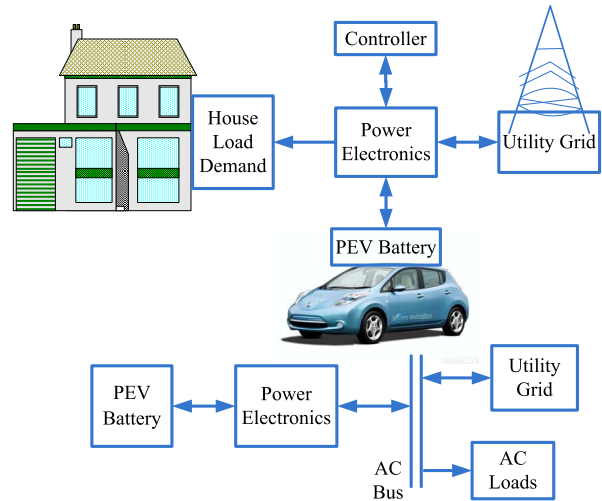 Controller
House
Load
Demand
Power
Electronics
Utility Grid
PEV Battery
PEV
Battery
Power
Electronics
Utility
Grid
AC
Bus
AC
Loads